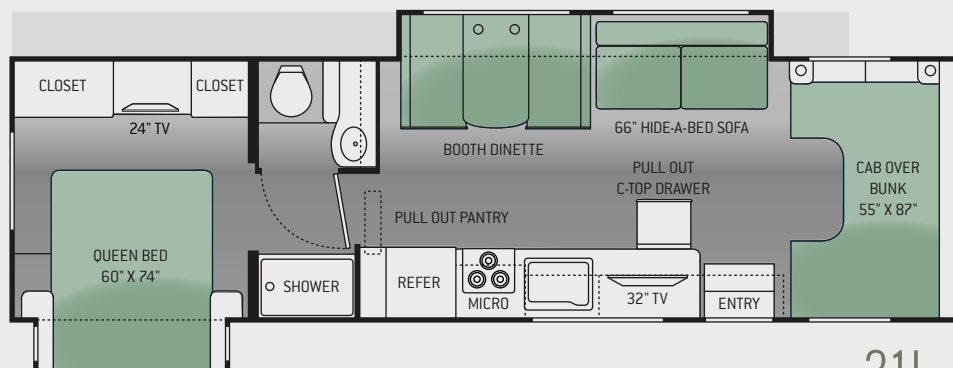 CLOSET
CLOSET
24" TV
BOOTH DINETTE
66" HIDE-A-BED SOFA
PULL OUT
C-TOP DRAWER
CAB OVER
BUNK
55" X 87"
PULL OUT PANTRY
QUEEN BED
60" X 74"
SHOWER
REFER
MICRO
32" TV
ENTRY